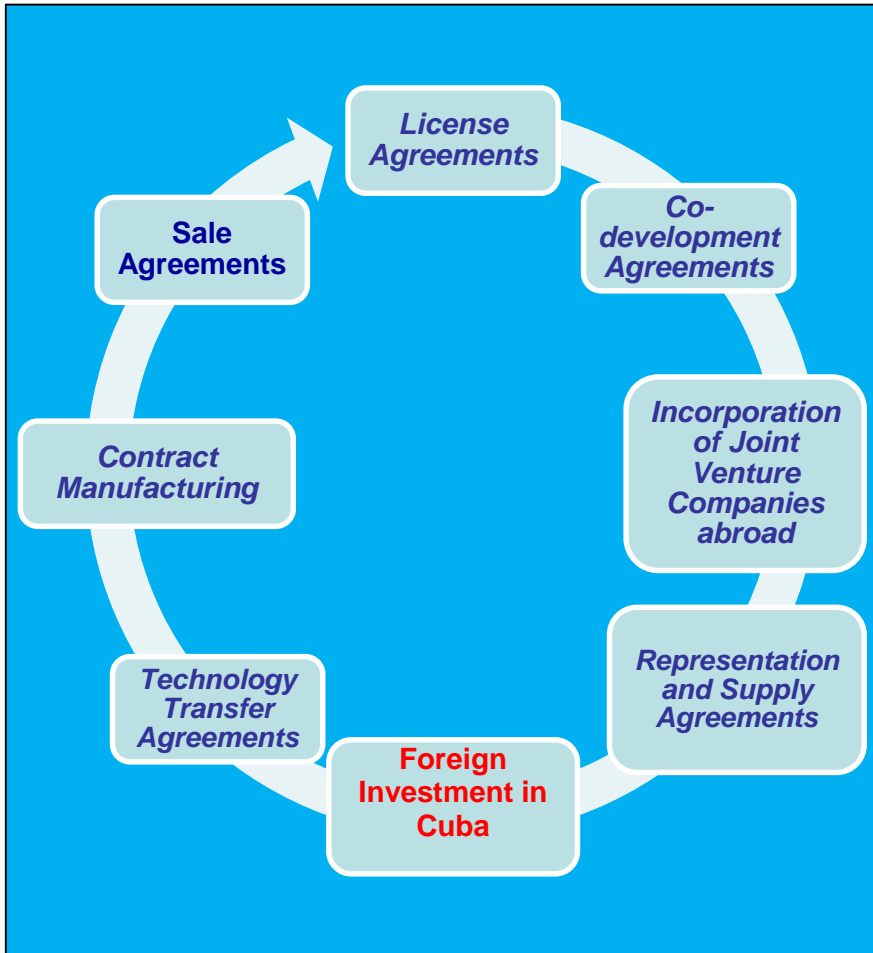 License
Agreements
Co-
development
Agreements
Incorporation
of Joint
Venture
Companies
abroad
Representation
and Supply
Agreements
Foreign
Investment in
Cuba
Technology
Transfer
Agreements
Contract
Manufacturing
Sale
Agreements